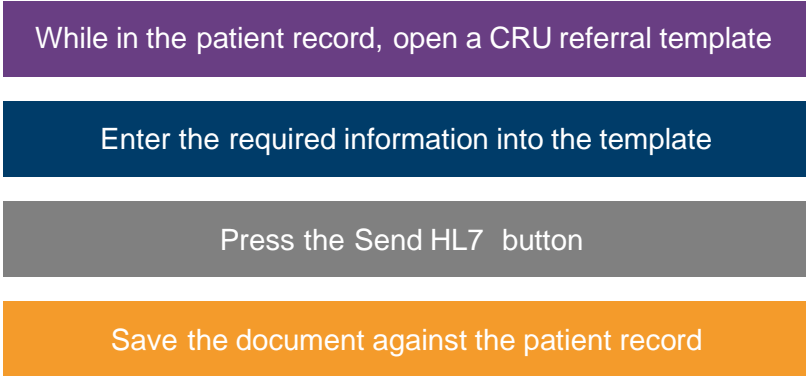 While in the patient record, open a CRU referral template
Enter the required information into the template
Press the Send HL7 button
Save the document against the patient record